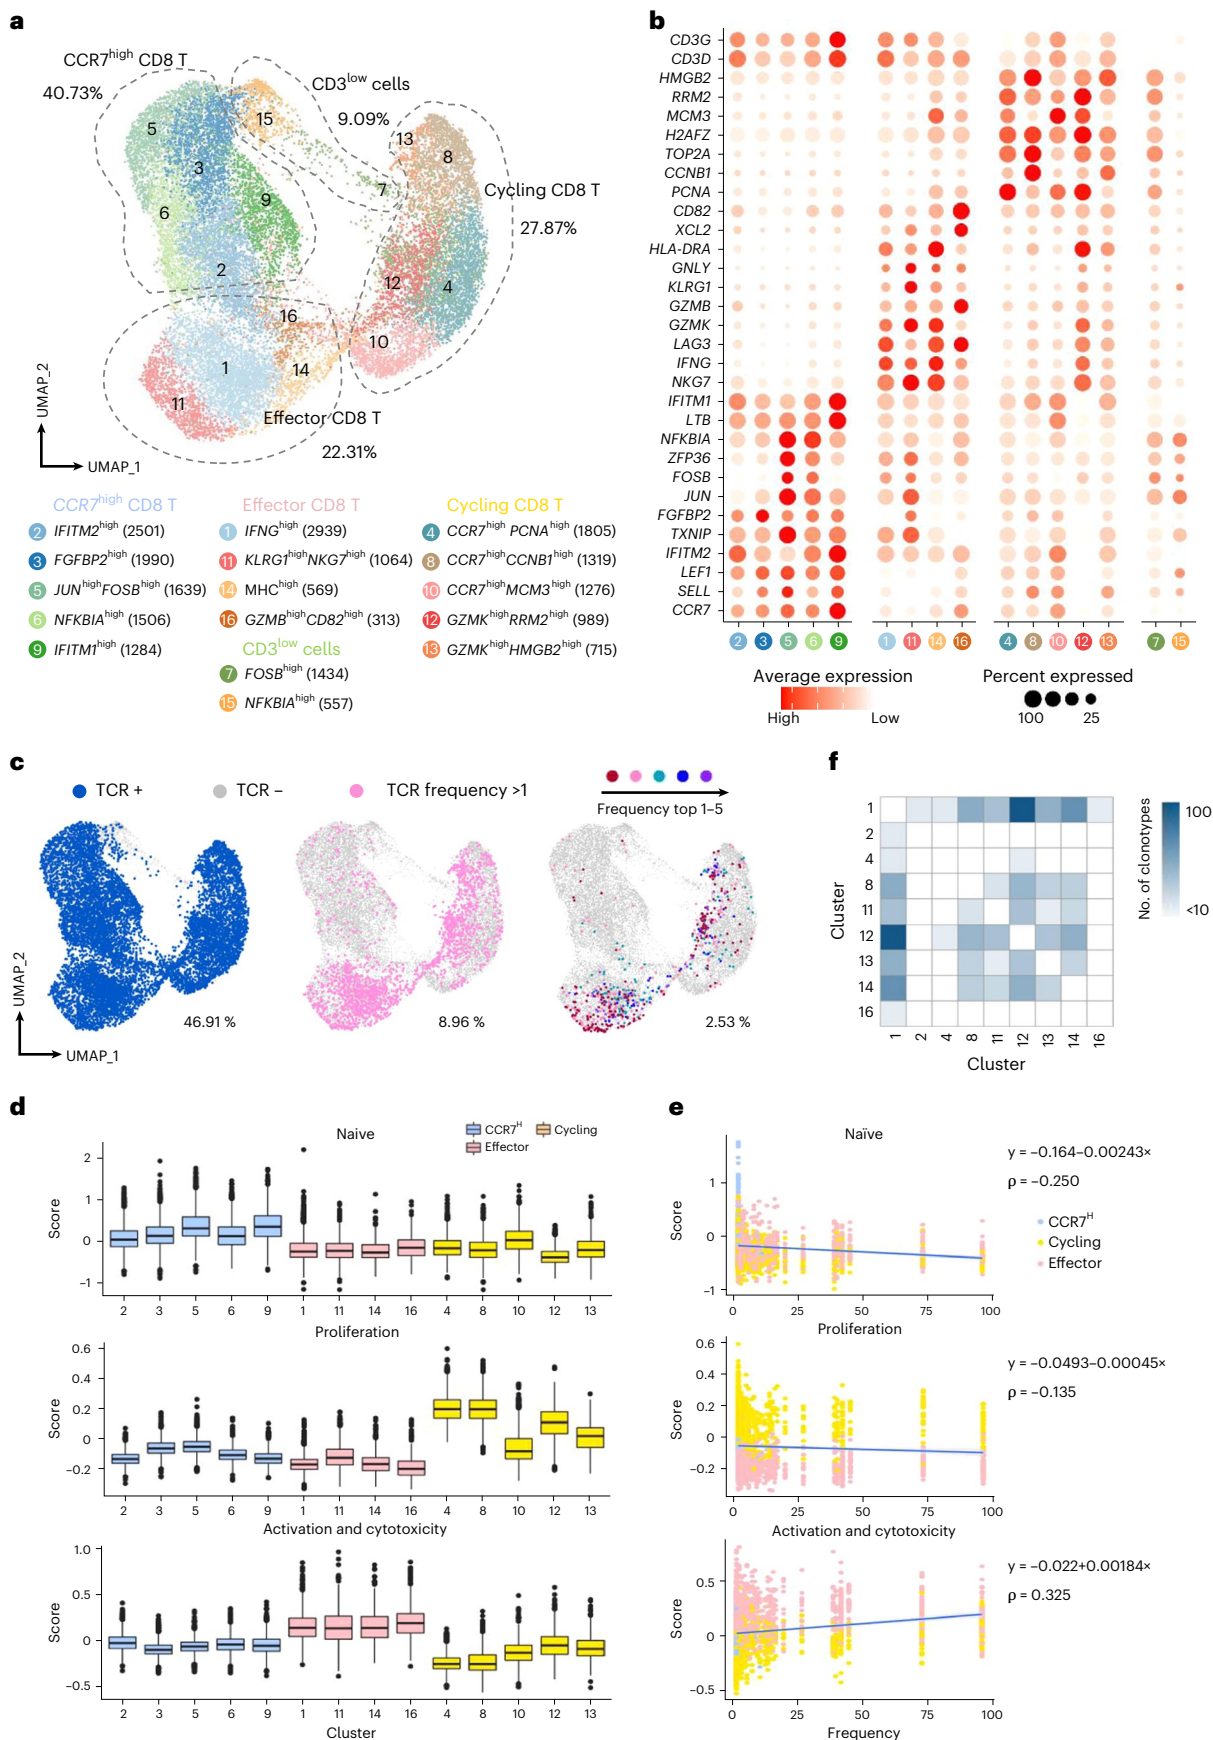 a
CCR7high CD8 T
40.73%
CD3low cells
9.09%
Cycling CD8 T
27.87%
Effector CD8 T
22.31%
5
3
15
13
8
7
9
6
2
12
4
16
10
1
14
11
UMAP_2
UMAP_1
CCR7high CD8 T
2 IFITM2high (2501)
3 FGFBP2high (1990)
5 JUNhighFOSBhigh (1639)
6 NFKBIAhigh (1506)
9 IFITM1high (1284)
Effector CD8 T
1 IFNGhigh (2939)
11 KLRG1highNKG7high (1064)
14 MHChigh (569)
16 GZMBhighCD82high (313)
CD3low cells
7 FOSBhigh (1434)
15 NFKBIAhigh (557)
Cycling CD8 T
4 CCR7high PCNAhigh (1805)
8 CCR7highCCNB1high (1319)
10 CCR7highMCM3high (1276)
12 GZMKhighRRM2high (989)
13 GZMKhighHMGB2high (715)
b
CD3G
CD3D
HMGB2
RRM2
MCM3
H2AFZ
TOP2A
CCNB1
PCNA
CD82
XCL2
HLA-DRA
GNLY
KLRG1
GZMB
GZMK
LAG3
IFNG
NKG7
IFITM1
LTB
NFKBIA
ZFP36
FOSB
JUN
FGFBP2
TXNIP
IFITM2
LEF1
SELL
CCR7
2 3 5 6 9 1 11 14 16 4 8 10 12 13 7 15
Average expression
High Low
Percent expressed
100 25
c
TCR +
TCR –
TCR frequency >1
Frequency top 1–5
46.91 %
8.96 %
2.53 %
UMAP_2
UMAP_1
f
1
2
4
8
11
12
13
14
16
Cluster
1 2 4 8 11 12 13 14 16
Cluster
No. of clonotypes
100
<10
d
Naive
CCR7H
Cycling
Effector
Score
2
1
0
–1
2 3 5 6 9 1 11 14 16 4 8 10 12 13
Proliferation
Score
0.6
0.4
0.2
0
–0.2
2 3 5 6 9 1 11 14 16 4 8 10 12 13
Activation and cytotoxicity
Score
1.0
0.5
0
–0.5
2 3 5 6 9 1 11 14 16 4 8 10 12 13
Cluster
e
Naïve
Score
1
0
–1
0 25 50 75 100
y = –0.164–0.00243×
ρ = –0.250
CCR7H
Cycling
Effector
Proliferation
Score
0.6
0.4
0.2
0
–0.2
0 25 50 75 100
y = –0.0493–0.00045×
ρ = –0.135
Activation and cytotoxicity
Score
0.5
0
–0.5
0 25 50 75 100
Frequency
y = –0.022+0.00184×
ρ = 0.325